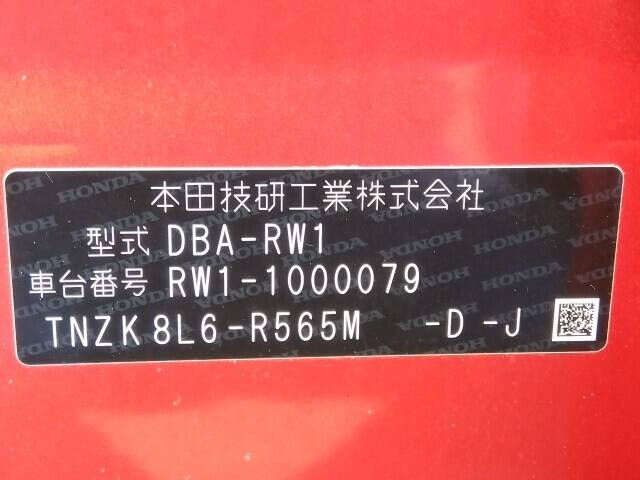 本田技研工業株式会社
型式 DBA-RW1
車台番号 RW1-1000079
TNZK8L6-R565M -D -J